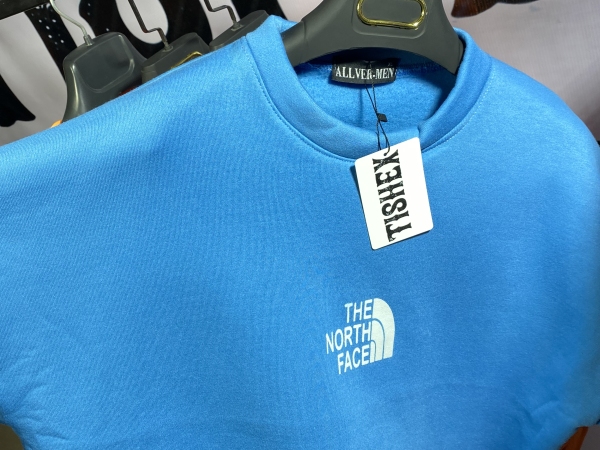 ALLVER-MEN
TISHEX
THE
NORTH
FACE